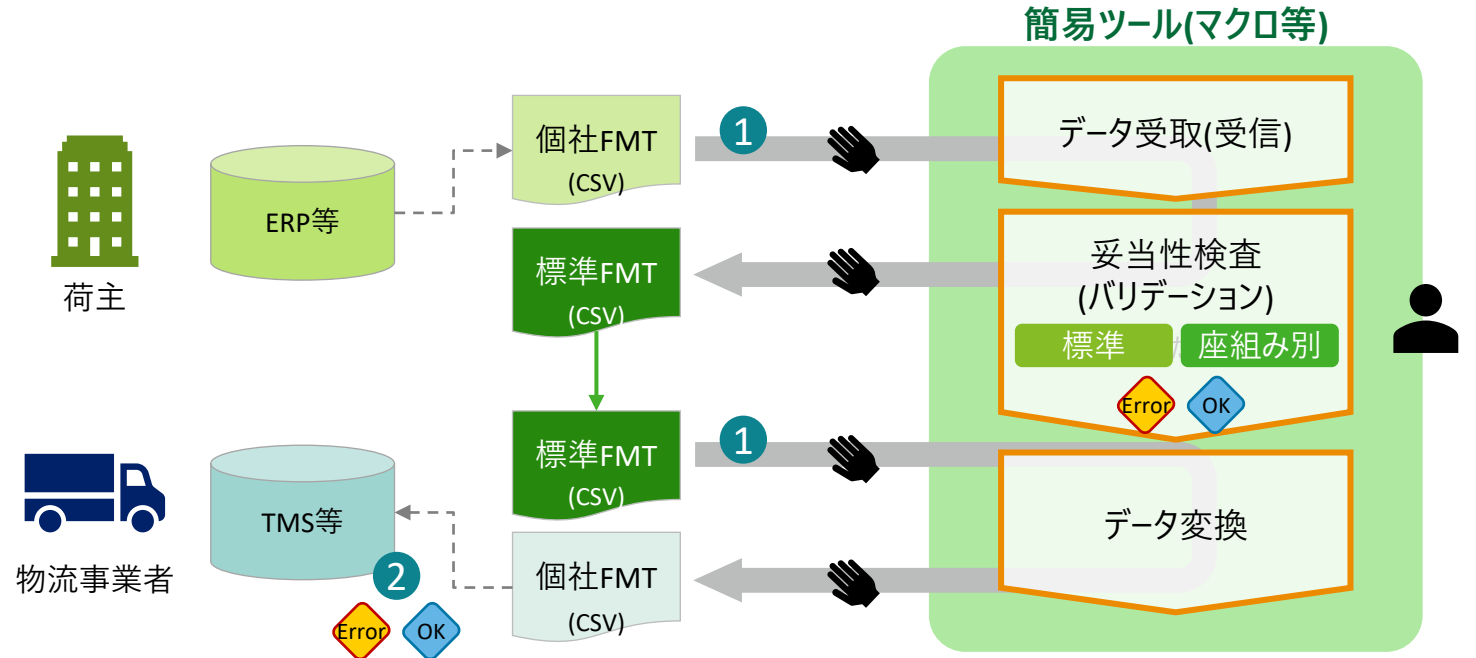 簡易ツール(マクロ等)
荷主
ERP等
個社FMT
(CSV)
1
データ受取(受信)
標準FMT
(CSV)
妥当性検査
(バリデーション)
標準
座組み別
Error
OK
物流事業者
TMS等
2
Error
OK
標準FMT
(CSV)
1
データ変換
個社FMT
(CSV)